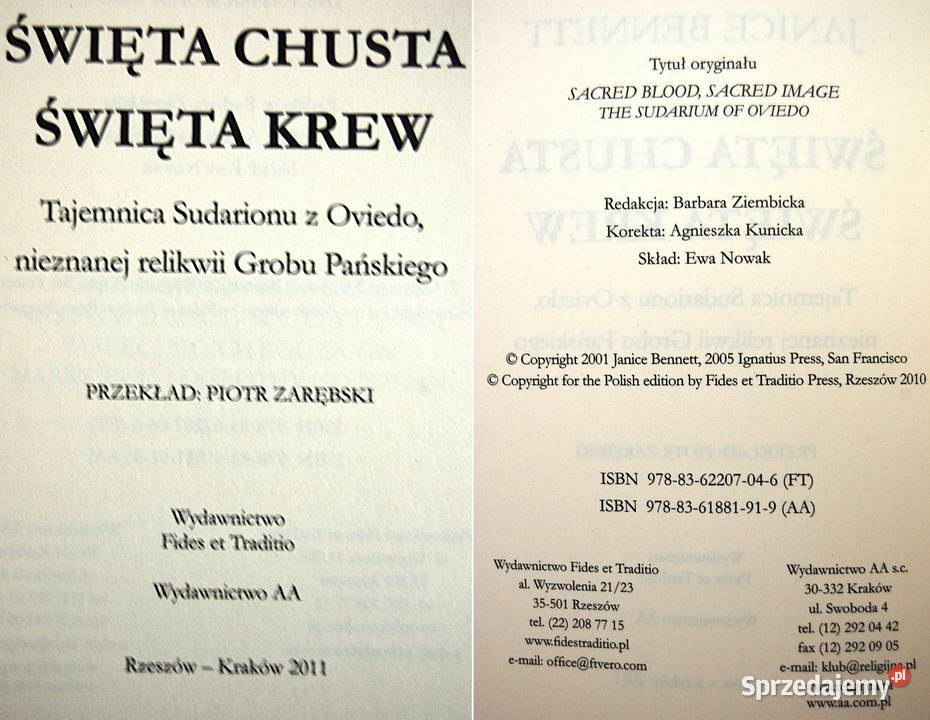 ŚWIĘTA CHUSTA
ŚWIĘTA KREW
Tajemnica Sudarionu z Oviedo,
nieznanej relikwii Grobu Pańskiego
PRZEKŁAD: PIOTR ZARĘBSKI
Wydawnictwo
Fides et Traditio
Wydawnictwo AA
Rzeszów – Kraków 2011
Tytuł oryginału
SACRED BLOOD, SACRED IMAGE
THE SUDARIUM OF OVIEDO
Redakcja: Barbara Ziembicka
Korekta: Agnieszka Kunicka
Skład: Ewa Nowak
© Copyright 2001 Janice Bennett, 2005 Ignatius Press, San Francisco
© Copyright for the Polish edition by Fides et Traditio Press, Rzeszów 2010
ISBN 978-83-62207-04-6 (FT)
ISBN 978-83-61881-91-9 (AA)
Wydawnictwo Fides et Traditio
al. Wyzwolenia 21/23
35-501 Rzeszów
tel. (22) 208 77 15
www.fidestraditio.pl
e-mail: office@ftvero.com
Wydawnictwo AA s.c.
30-332 Kraków
ul. Swoboda 4
tel. (12) 292 04 42
fax (12) 292 09 05
e-mail: klub@religijna.pl
www.aa.com.pl
Sprzedajemy.pl